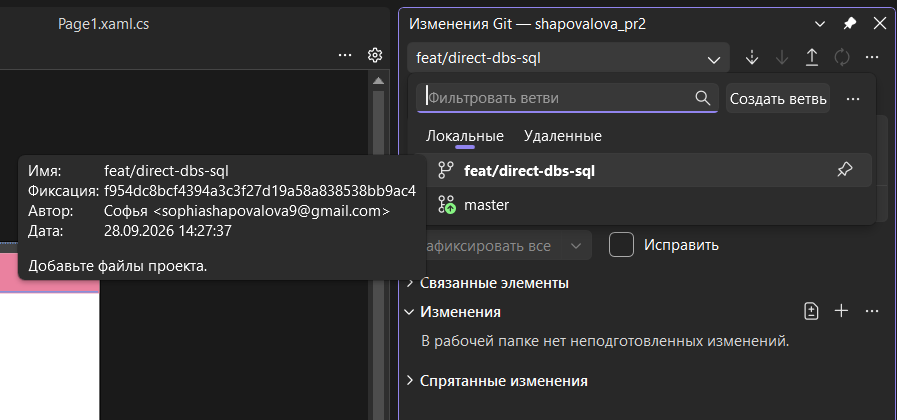 Page1.xaml.cs
Изменения Git — shapovalova_pr2
feat/direct-dbs-sql
Фильтровать ветви
Создать ветвь
Локальные Удаленные
feat/direct-dbs-sql
master
Имя: feat/direct-dbs-sql
Фиксация: f954dc8bcf4394a3c3f27d19a58a838538bb9ac4
Автор: Софья <sophiashapovalova9@gmail.com>
Дата: 28.09.2026 14:27:37
Добавьте файлы проекта.
афиксировать все
Исправить
Связанные элементы
Изменения
В рабочей папке нет неподготовленных изменений.
Спрятанные изменения